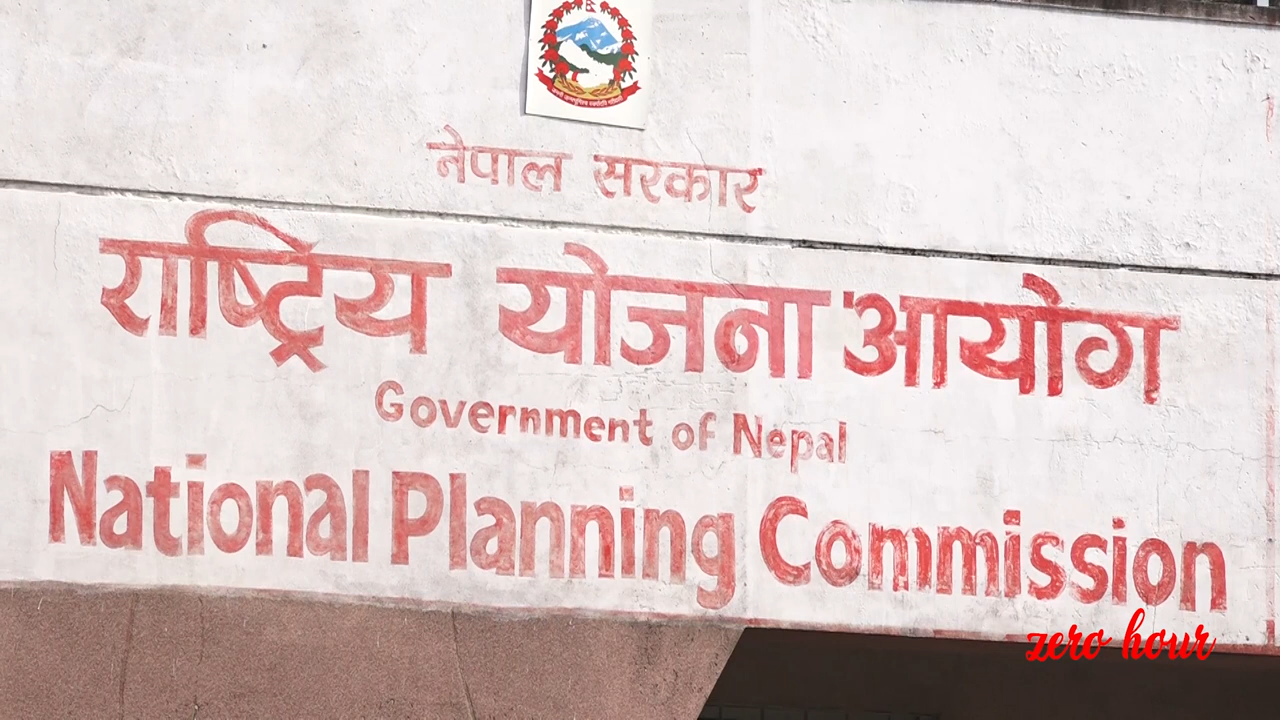 नेपाल सरकार
राष्ट्रिय योजना आयोग
Government of Nepal
National Planning Commission
zero hour